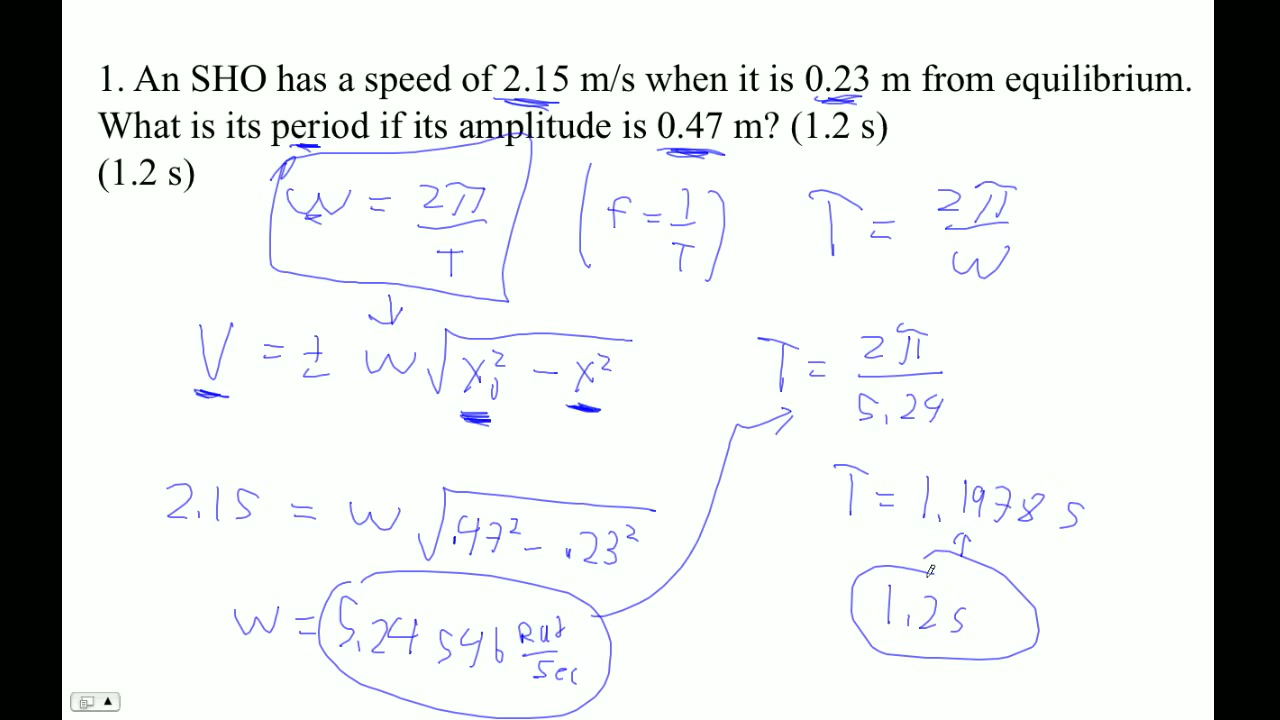 1. An SHO has a speed of 2.15 m/s when it is 0.23 m from equilibrium.
What is its period if its amplitude is 0.47 m? (1.2 s)
(1.2 s)
W = 2π/T
(f = 1/T)
T = 2π/W
V = ± W√(x₀² - x²)
T = 2π/5.24
2.15 = W√(.47² - .23²)
T = 1.1978 s
W = 5.24546 Rad/Sec
1.2 s